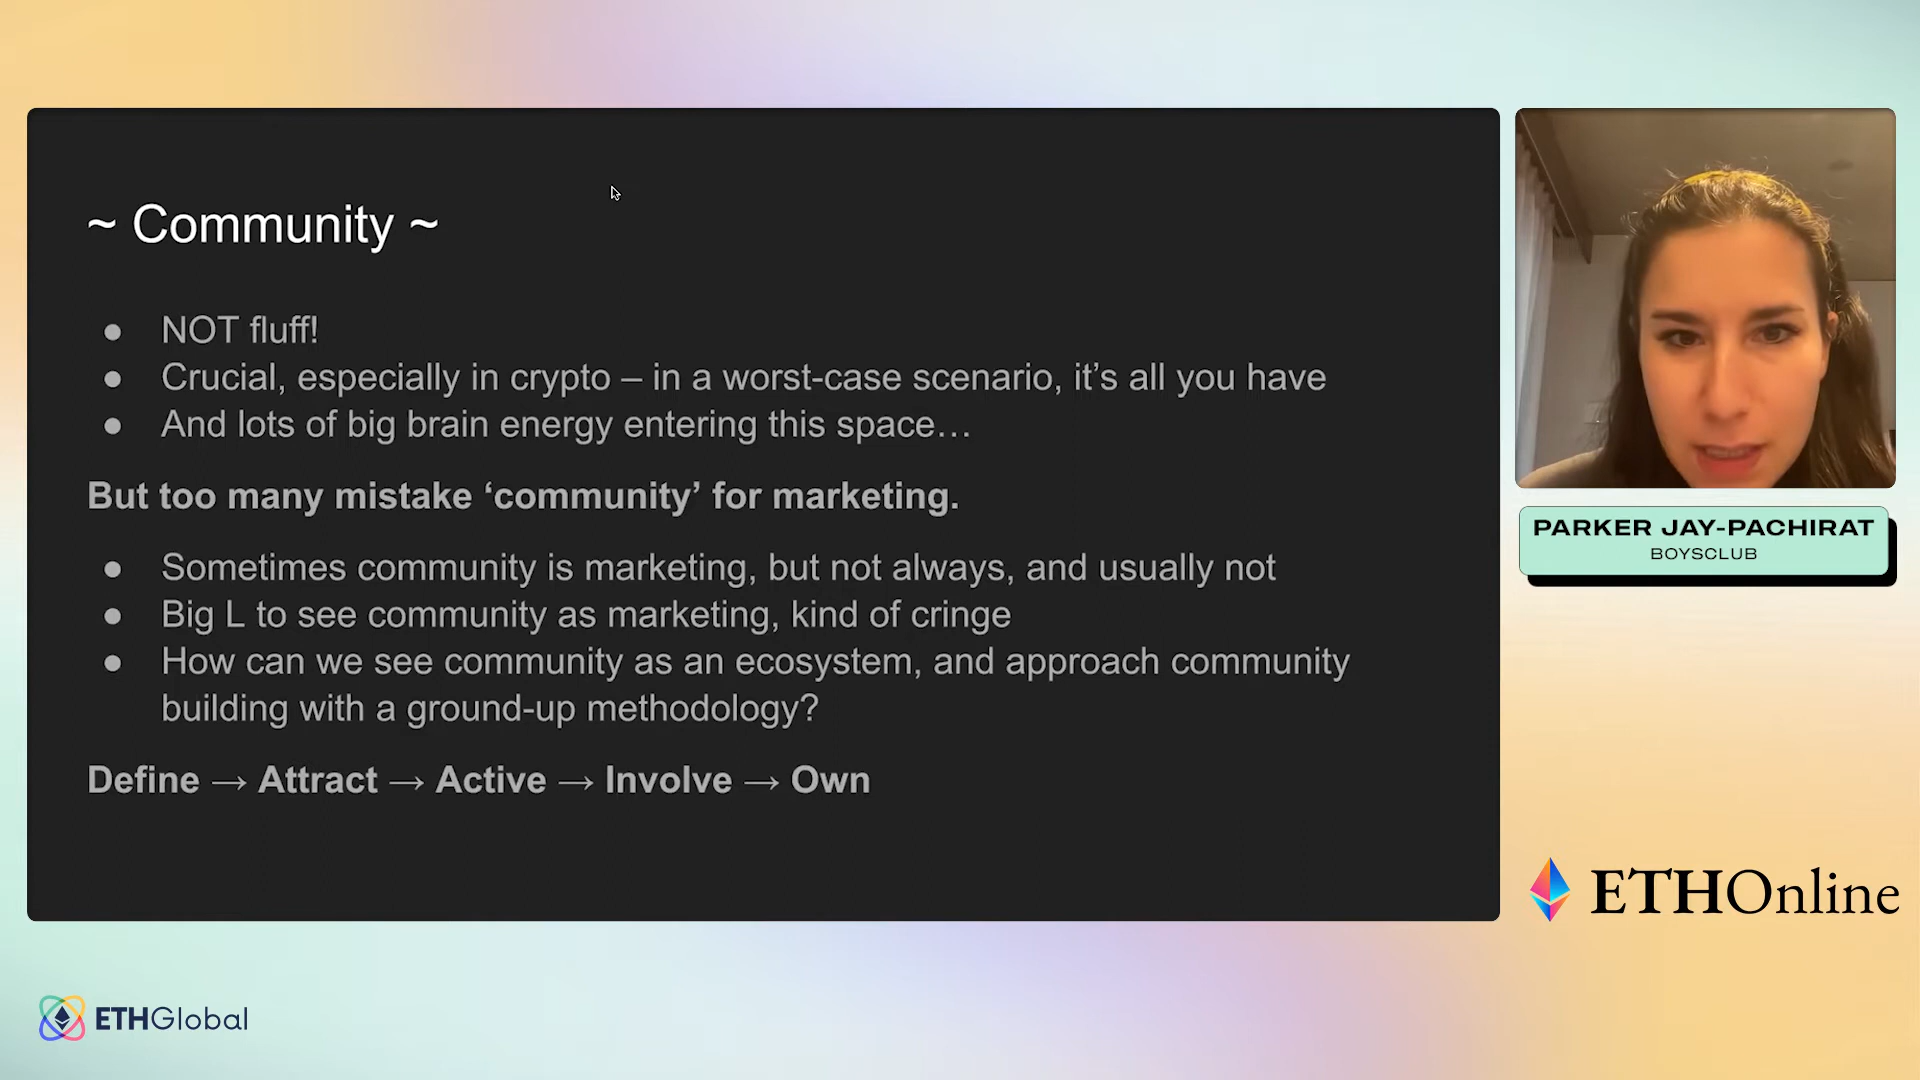 ~ Community ~
● NOT fluff!
● Crucial, especially in crypto – in a worst-case scenario, it’s all you have
● And lots of big brain energy entering this space…
But too many mistake ‘community’ for marketing.
● Sometimes community is marketing, but not always, and usually not
● Big L to see community as marketing, kind of cringe
● How can we see community as an ecosystem, and approach community
building with a ground-up methodology?
Define → Attract → Active → Involve → Own
PARKER JAY-PACHIRAT
BOYSCLUB
ETHOnline
ETHGlobal